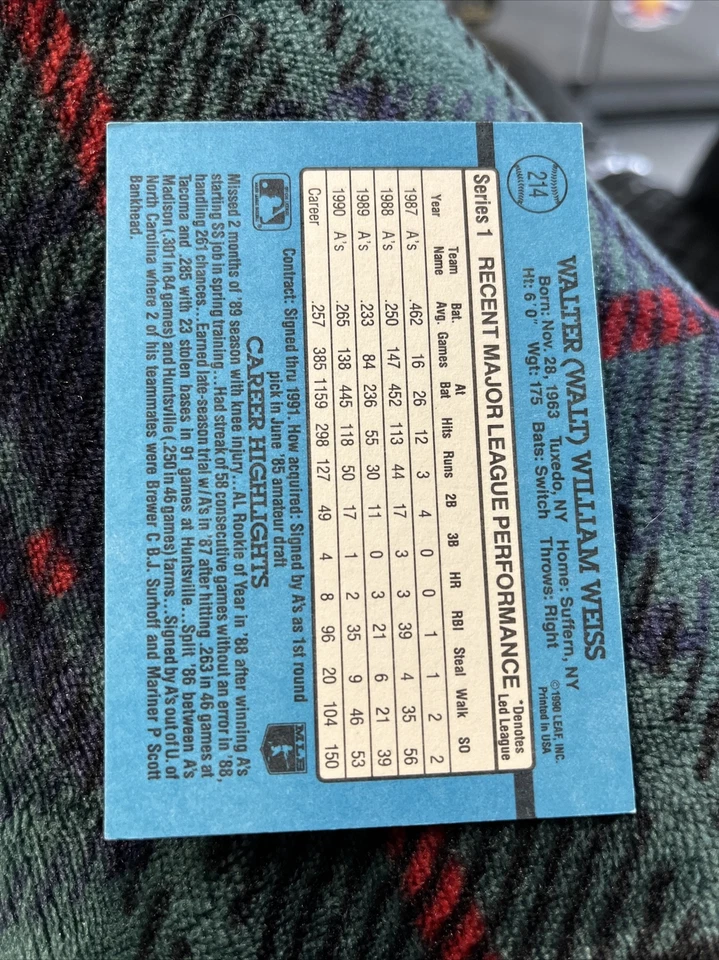 214
WALTER (WALT) WILLIAM WEISS
Born: Nov. 28, 1963 Tuxedo, NY Home: Suffern, NY
Ht: 6'0" Wgt: 175 Bats: Switch Throws: Right
©1990 LEAF, INC.
Printed in USA
Series 1 RECENT MAJOR LEAGUE PERFORMANCE *Denotes Led League
Year Team Name Bat. Avg. Games At Bat Hits Runs 2B 3B HR RBI Steal Walk SO
1987 A's .462 16 26 12 3 4 0 0 1 1 2 2
1988 A's .250 147 452 113 44 17 3 3 39 4 35 56
1989 A's .233 84 236 55 30 11 0 3 21 6 21 39
1990 A's .265 138 445 118 50 17 1 2 35 9 46 53
Career .257 385 1159 298 127 49 4 8 96 20 104 150
Contract: Signed thru 1991. How acquired: Signed by A's as 1st round
pick in June '85 amateur draft
MLB
CAREER HIGHLIGHTS
Missed 2 months of '89 season with knee injury...AL Rookie of Year in '88 after winning A's
starting SS job in spring training...Had streak of 58 consecutive games without an error in '88,
handling 261 chances...Earned late-season trial w/A's in '87 after hitting .263 in 46 games at
Tacoma and .285 with 23 stolen bases in 91 games at Huntsville...Split '86 between A's
Madison (.301 in 84 games) and Huntsville (.250 in 46 games) farms...Signed by A's out of U. of
North Carolina where 2 of his teammates were Brewer C B.J. Surhoff and Mariner P Scott
Bankhead.